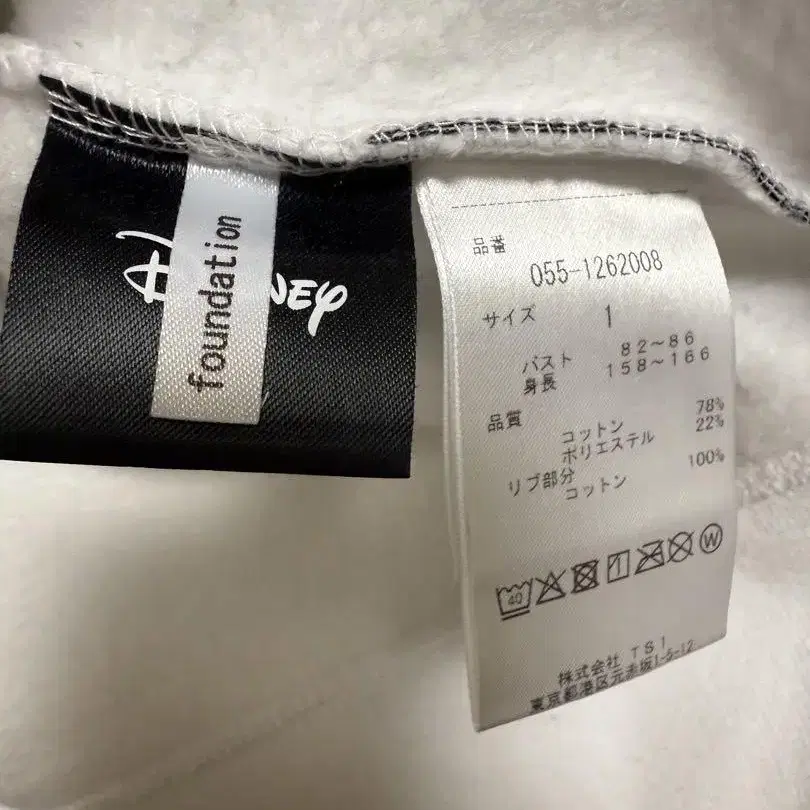 foundation
品番
055-1262008
サイズ 1
バスト 82~86
身長 158~166
品質
コットン 78%
ポリエステル 22%
リブ部分
コットン 100%
40
W
株式会社 TSI
東京都港区元赤坂1-5-12